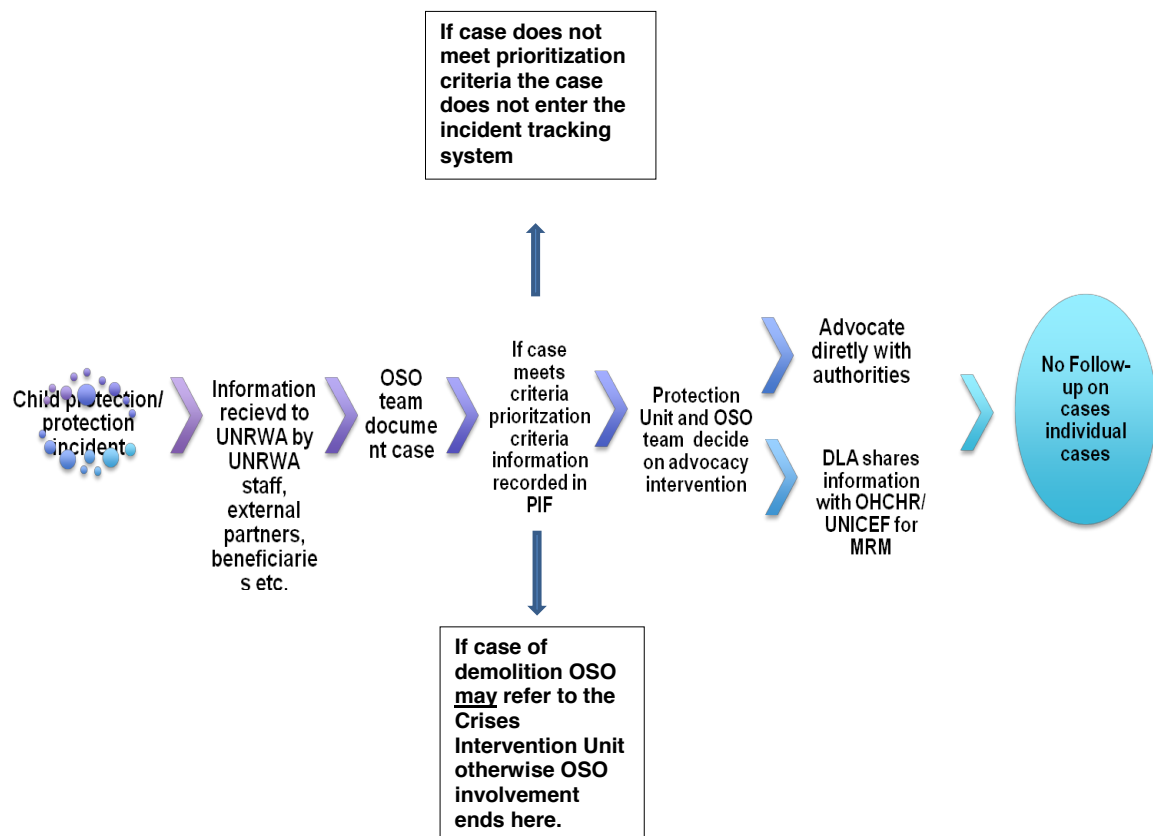 If case does not
meet prioritization
criteria the case
does not enter the
incident tracking
system
Child protection/
protection
incident
Information
recievd to
UNRWA by
UNRWA
staff,
external
partners,
beneficiarie
s etc.
OSO
team
docume
nt case
If case
meets
criteria
prioritzation
criteria
information
recorded in
PIF
Protection
Unit and OSO
team decide
on advocacy
intervention
Advocate
diretly with
authorities
DLA shares
information
with OHCHR/
UNICEF for
MRM
No Follow-
up on
cases
individual
cases
If case of
demolition OSO
may refer to the
Crises
Intervention Unit
otherwise OSO
involvement
ends here.